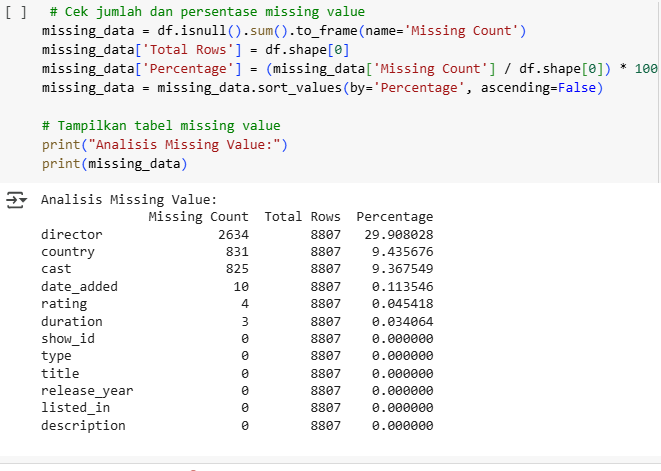 [ ] # Cek jumlah dan persentase missing value
missing_data = df.isnull().sum().to_frame(name='Missing Count')
missing_data['Total Rows'] = df.shape[0]
missing_data['Percentage'] = (missing_data['Missing Count'] / df.shape[0]) * 100
missing_data = missing_data.sort_values(by='Percentage', ascending=False)
# Tampilkan tabel missing value
print("Analisis Missing Value:")
print(missing_data)
Analisis Missing Value:
Missing Count Total Rows Percentage
director 2634 8807 29.908028
country 831 8807 9.435676
cast 825 8807 9.367549
date_added 10 8807 0.113546
rating 4 8807 0.045418
duration 3 8807 0.034064
show_id 0 8807 0.000000
type 0 8807 0.000000
title 0 8807 0.000000
release_year 0 8807 0.000000
listed_in 0 8807 0.000000
description 0 8807 0.000000